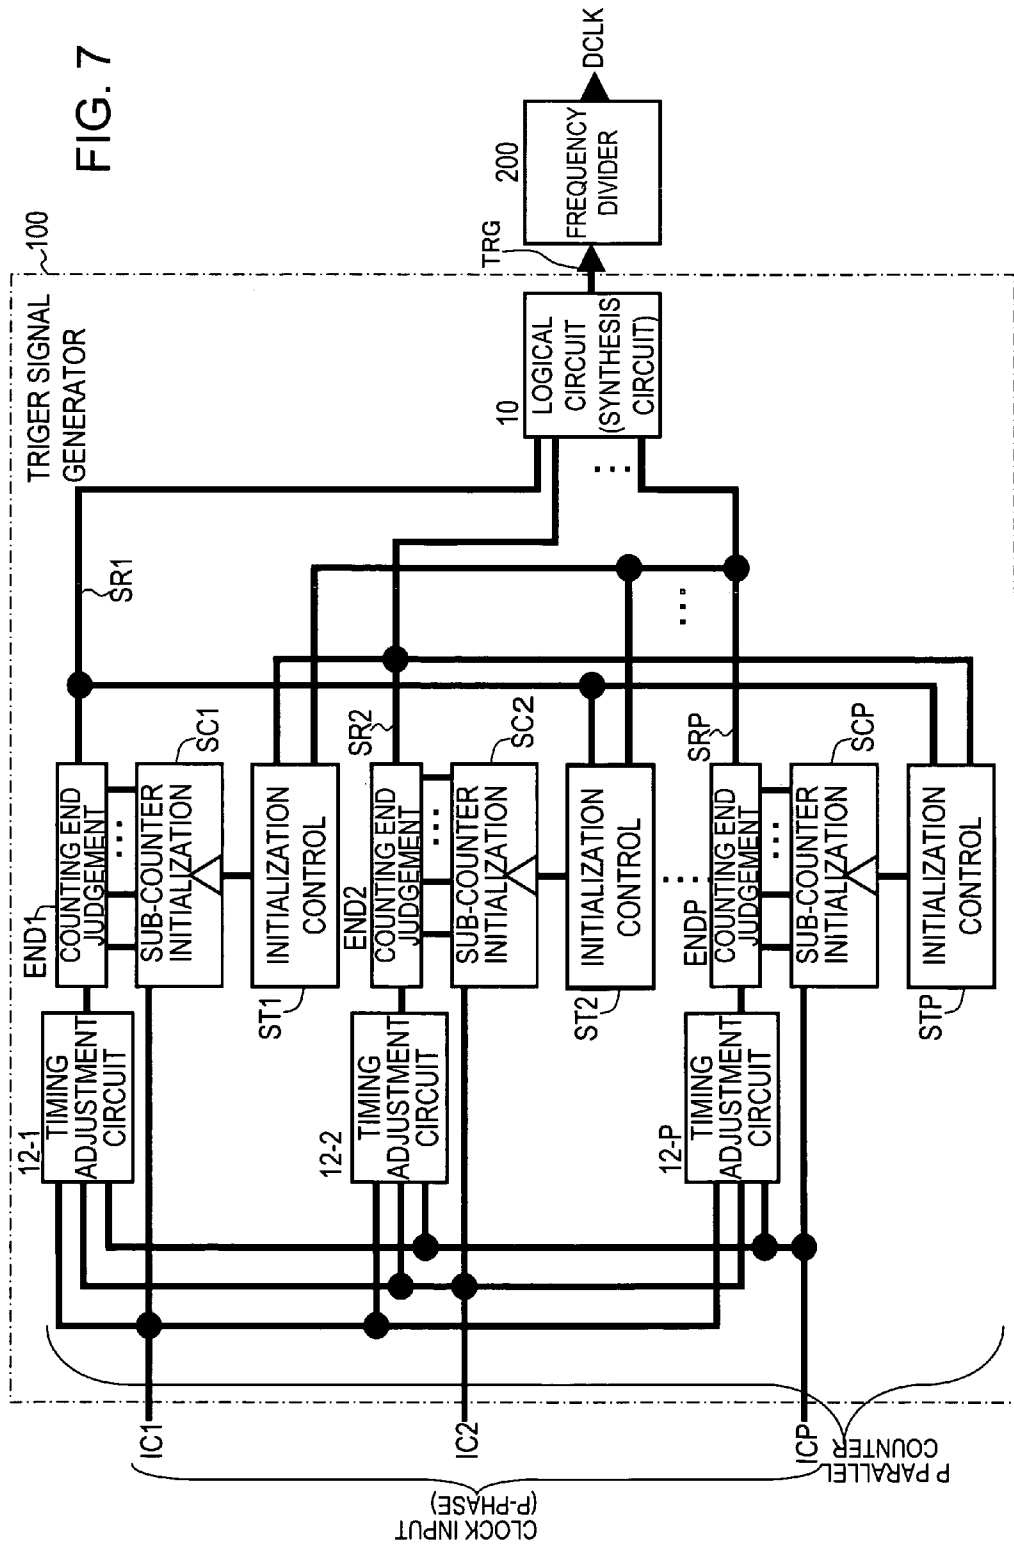 FIG. 7
100
TRIGER SIGNAL
GENERATOR
12-1
TIMING
ADJUSTMENT
CIRCUIT
END1
COUNTING END
JUDGEMENT
SR1
SUB-COUNTER
INITIALIZATION
SC1
IC1
INITIALIZATION
CONTROL
ST1
12-2
TIMING
ADJUSTMENT
CIRCUIT
END2
COUNTING END
JUDGEMENT
SR2
SUB-COUNTER
INITIALIZATION
SC2
IC2
INITIALIZATION
CONTROL
ST2
12-P
TIMING
ADJUSTMENT
CIRCUIT
ENDP
COUNTING END
JUDGEMENT
SRP
SUB-COUNTER
INITIALIZATION
SCP
ICP
INITIALIZATION
CONTROL
STP
10
LOGICAL
CIRCUIT
(SYNTHESIS
CIRCUIT)
TRG
200
FREQUENCY
DIVIDER
DCLK
CLOCK INPUT
(P-PHASE)
P PARALLEL
COUNTER